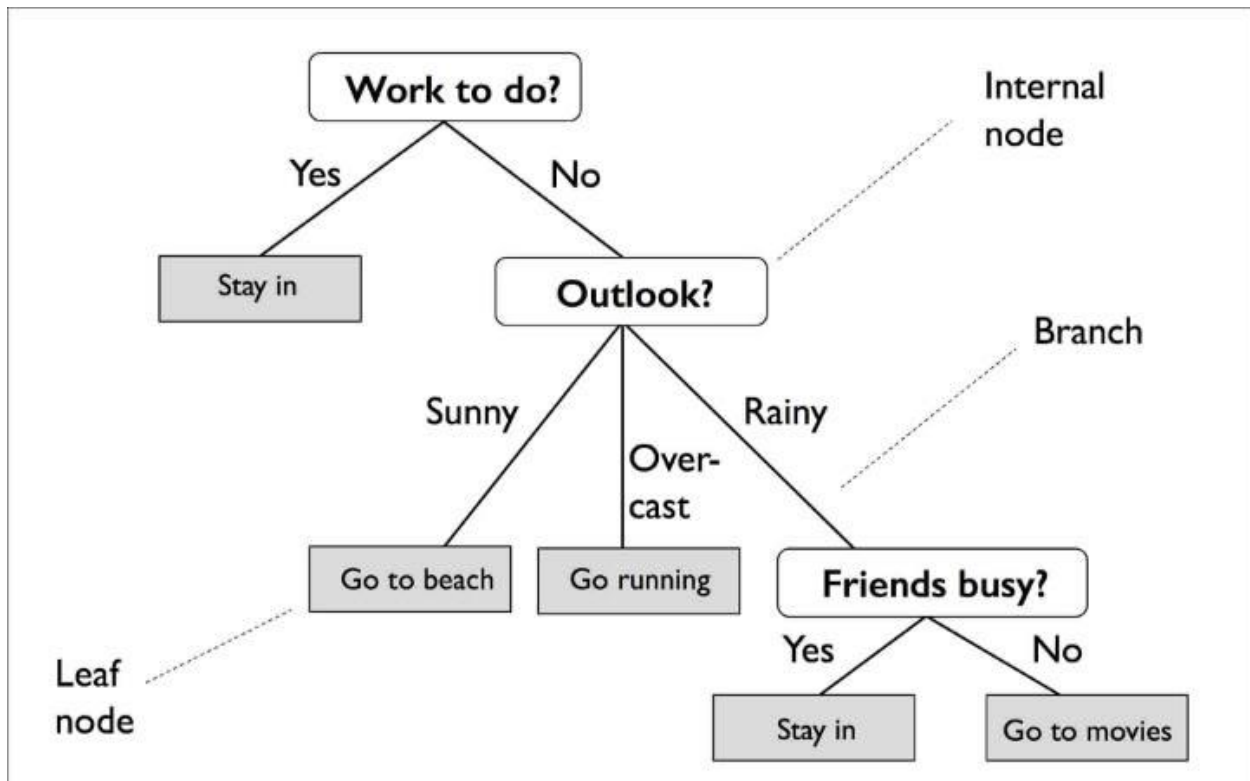 Work to do?
Internal
node
Yes
No
Stay in
Outlook?
Branch
Sunny
Rainy
Over-
cast
Go to beach
Go running
Friends busy?
Yes
No
Leaf
node
Stay in
Go to movies